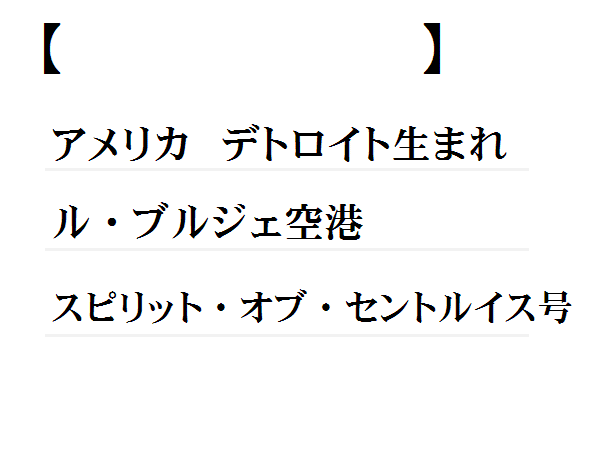 【　　　　　　　　】
アメリカ　デトロイト生まれ
ル・ブルジェ空港
スピリット・オブ・セントルイス号